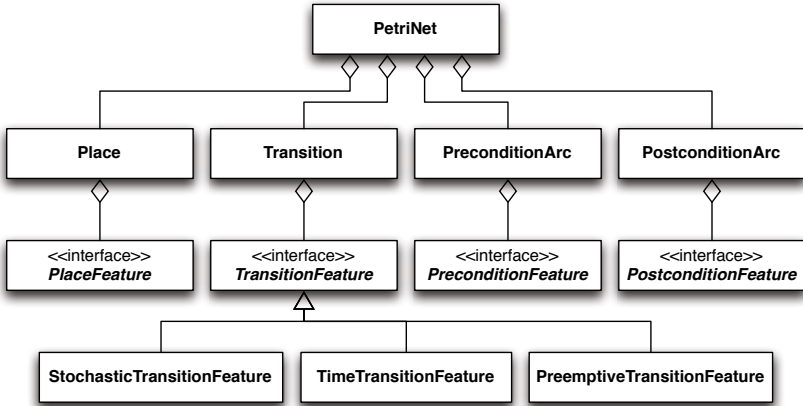 PetriNet
Place
Transition
PreconditionArc
PostconditionArc
<<interface>>
PlaceFeature
<<interface>>
TransitionFeature
<<interface>>
PreconditionFeature
<<interface>>
PostconditionFeature
StochasticTransitionFeature
TimeTransitionFeature
PreemptiveTransitionFeature